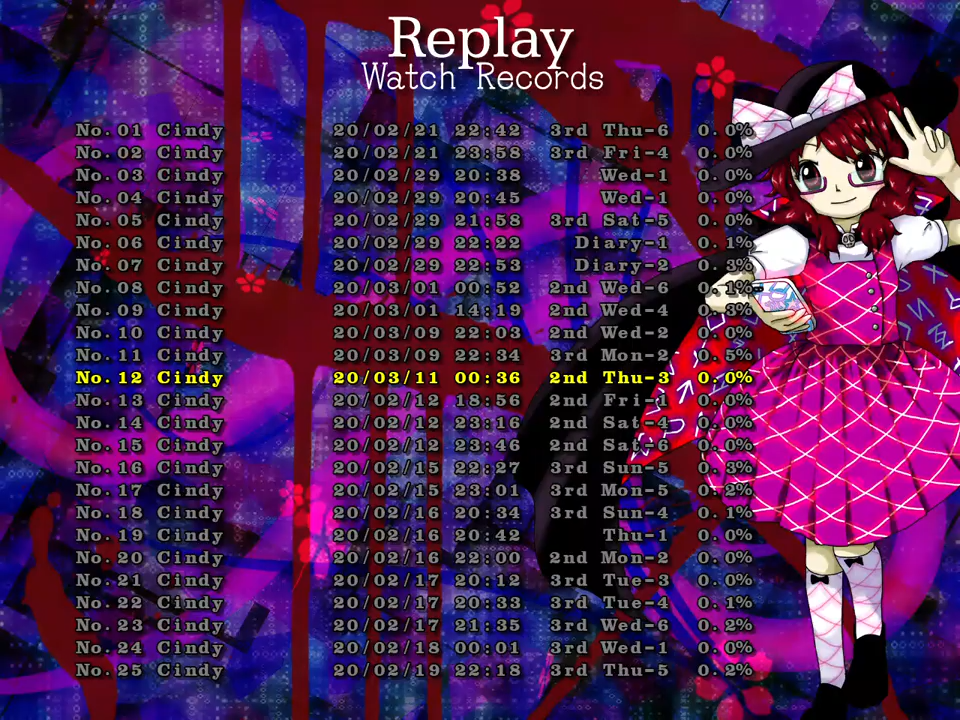 Replay
Watch Records
No.01 Cindy 20/02/21 22:42 3rd Thu-6 0.0%
No.02 Cindy 20/02/21 23:58 3rd Fri-4 0.0%
No.03 Cindy 20/02/29 20:38 Wed-1 0.0%
No.04 Cindy 20/02/29 20:45 Wed-1 0.0%
No.05 Cindy 20/02/29 21:58 3rd Sat-5 0.0%
No.06 Cindy 20/02/29 22:22 Diary-1 0.1%
No.07 Cindy 20/02/29 22:53 Diary-2 0.3%
No.08 Cindy 20/03/01 00:52 2nd Wed-6 0.1%
No.09 Cindy 20/03/01 14:19 2nd Wed-4
No.10 Cindy 20/03/09 22:03 2nd Wed-2 0.0%
No.11 Cindy 20/03/09 22:34 3rd Mon-2 0.5%
No.12 Cindy 20/03/11 00:36 2nd Thu-3 0.0%
No.13 Cindy 20/02/12 18:56 2nd Fri-1 0.0%
No.14 Cindy 20/02/12 23:16 2nd Sat-4 0.0%
No.15 Cindy 20/02/12 23:46 2nd Sat-6 0.0%
No.16 Cindy 20/02/15 22:27 3rd Sun-5 0.3%
No.17 Cindy 20/02/15 23:01 3rd Mon-5 0.2%
No.18 Cindy 20/02/16 20:34 3rd Sun-4 0.1%
No.19 Cindy 20/02/16 20:42 Thu-1 0.0%
No.20 Cindy 20/02/16 22:00 2nd Mon-2 0.0%
No.21 Cindy 20/02/17 20:12 3rd Tue-3 0.0%
No.22 Cindy 20/02/17 20:33 3rd Tue-4 0.1%
No.23 Cindy 20/02/17 21:35 3rd Wed-6 0.2%
No.24 Cindy 20/02/18 00:01 3rd Wed-1 0.0%
No.25 Cindy 20/02/19 22:18 3rd Thu-5 0.2%